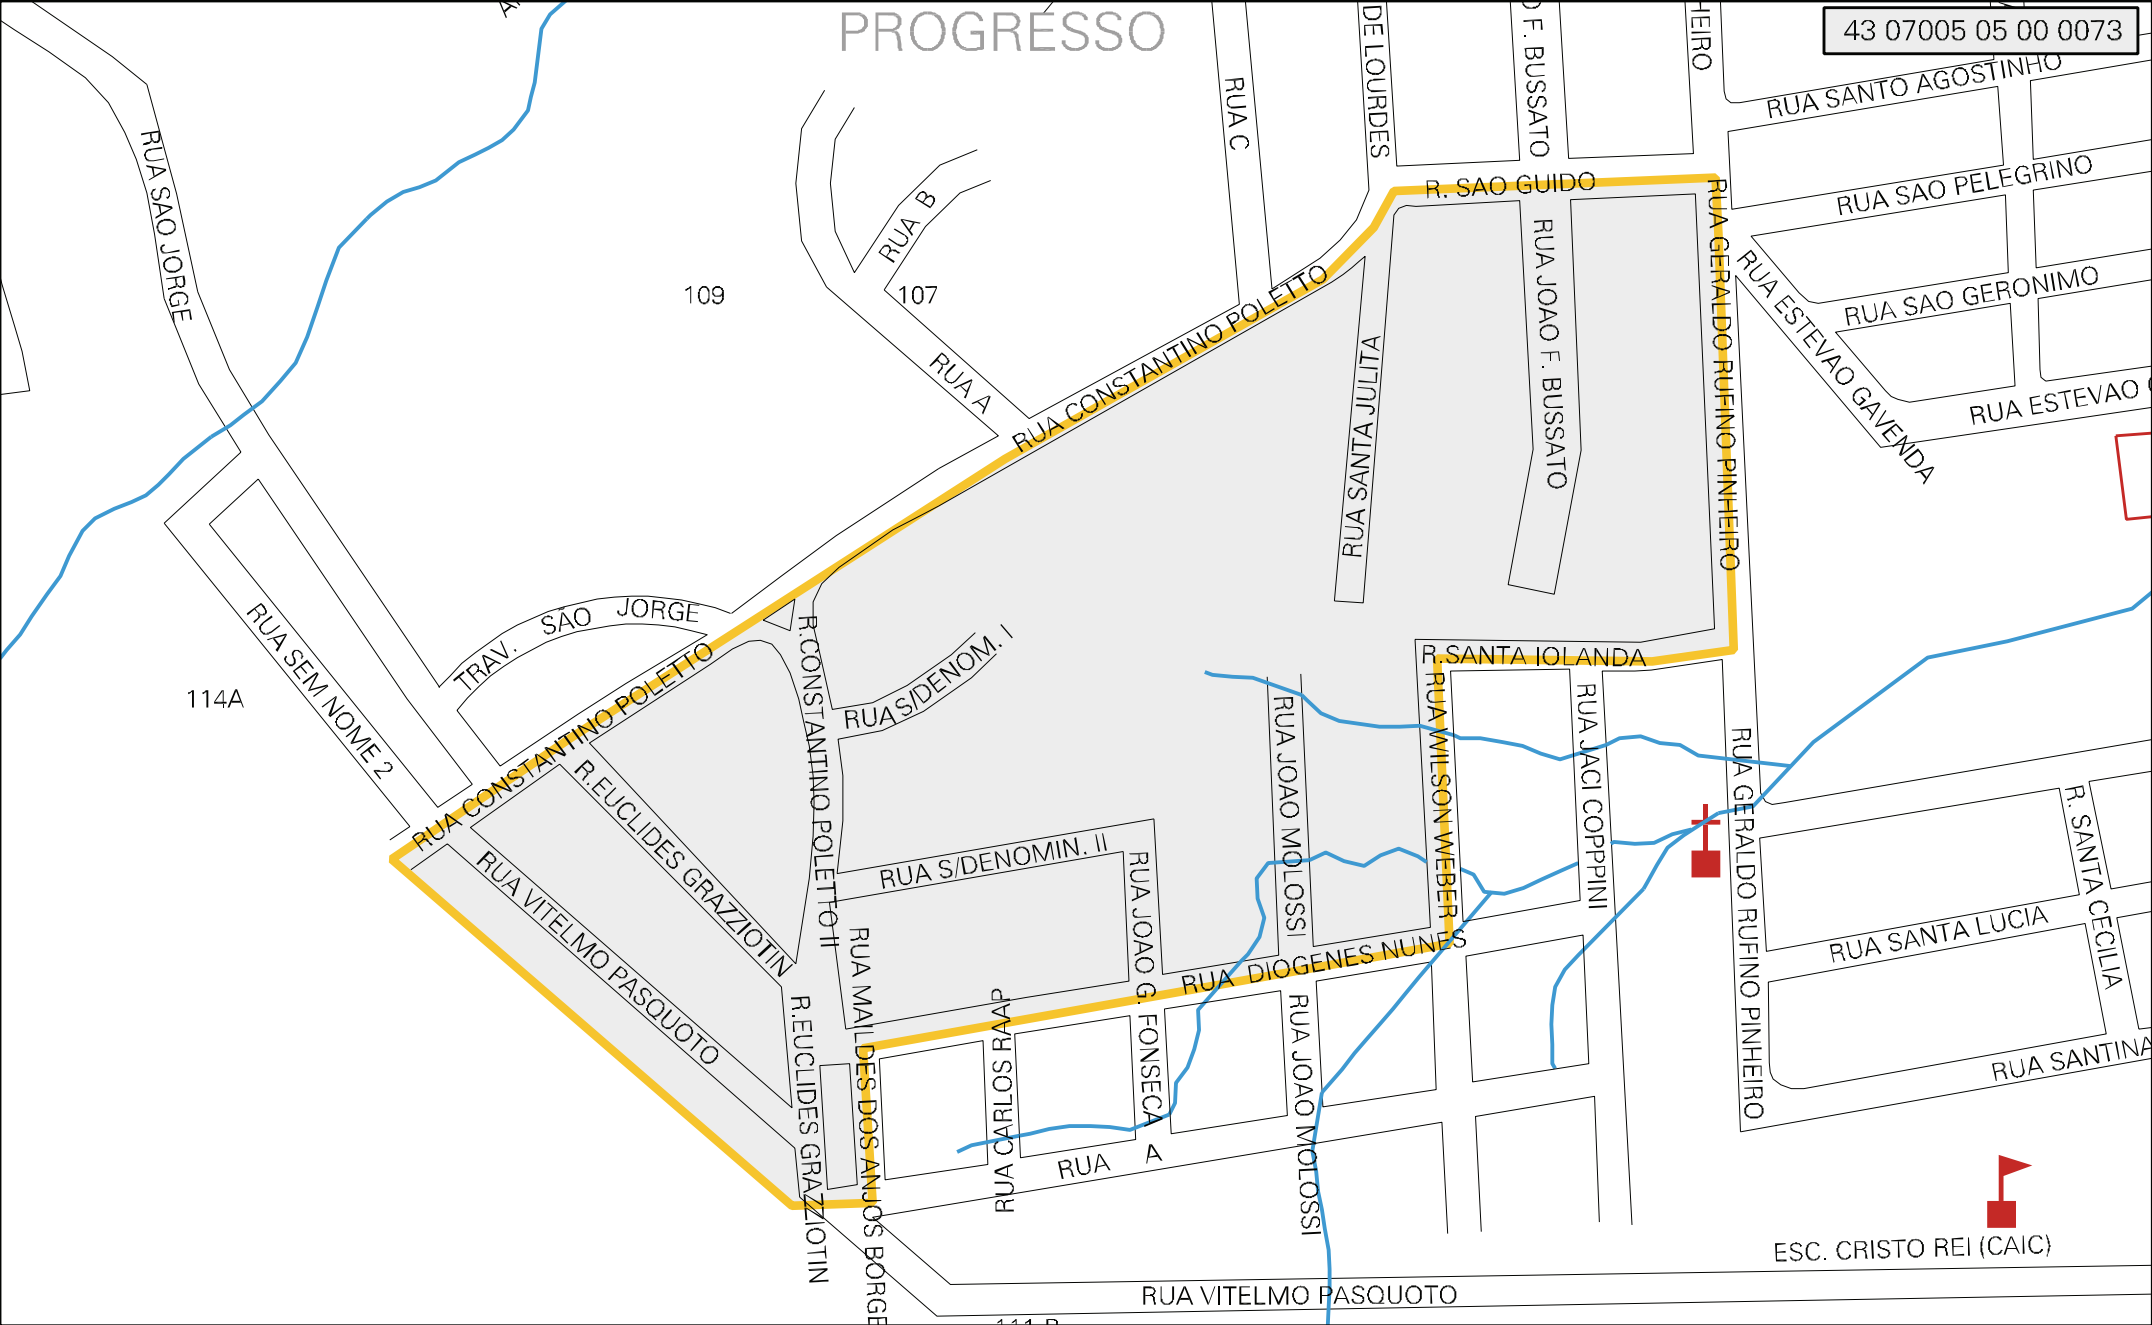 PROGRESSO
43 07005 05 00 0073
DE LOURDES
F. BUSSATO
HEIRO
RUA C
RUA SANTO AGOSTINHO
RUA SAO JORGE
RUA B
R. SAO GUIDO
RUA SAO PELEGRINO
RUA GERALDO RUFINO PINHEIRO
RUA JOAO F. BUSSATO
RUA ESTEVAO GAVENDA
RUA SAO GERONIMO
109
107
RUA A
RUA CONSTANTINO POLETTO
RUA SANTA JULITA
RUA ESTEVAO
TRAV. SÃO JORGE
RUA SEM NOME 2
114A
RUA CONSTANTINO POLETTO
R.CONSTANTINO POLETTO II
RUA S/DENOM. I
R.SANTA IOLANDA
RUA WILSON WEBER
RUA JACI COPPPINI
RUA JOAO MOLOSSI
RUA GERALDO RUFINO PINHEIRO
R.EUCLIDES GRAZZIOTIN
RUA S/DENOMIN. II
RUA JOAO G. FONSECA
RUA VITELMO PASQUOTO
R. SANTA CECILIA
RUA SANTA LUCIA
RUA DIOGENES NUNES
RUA MAILDES DOS ANJOS BORGE
R.EUCLIDES GRAZZIOTIN
RUA CARLOS RAAP
RUA JOAO MOLOSSI
RUA SANTINA
RUA A
ESC. CRISTO REI (CAIC)
RUA VITELMO PASQUOTO